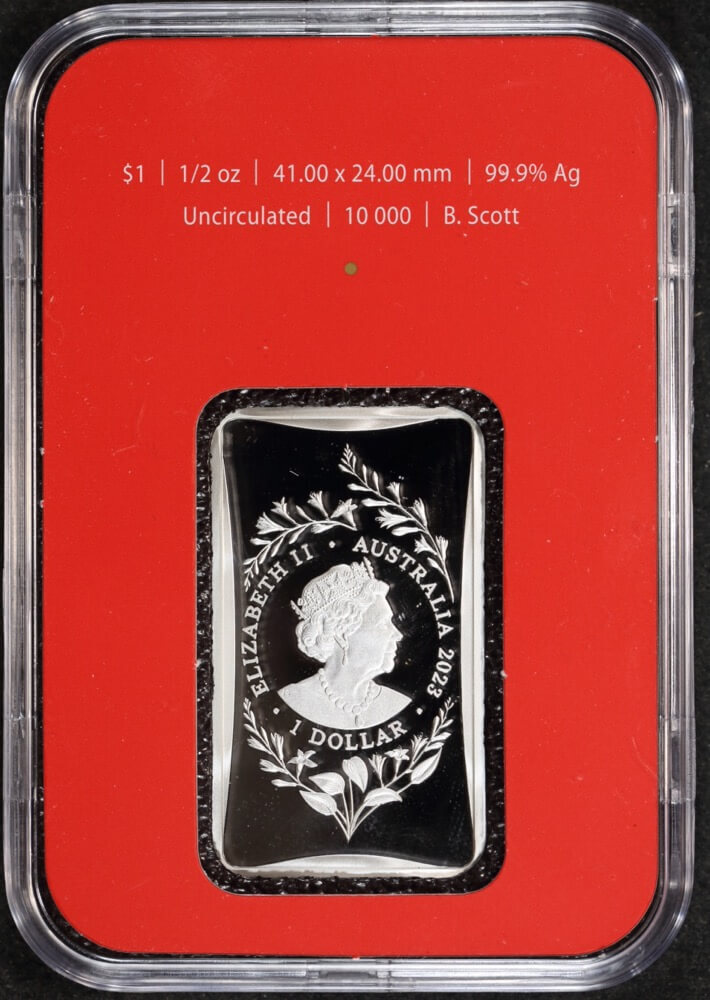 $1 | 1/2 oz | 41.00 x 24.00 mm | 99.9% Ag
Uncirculated | 10 000 | B. Scott
ELIZABETH II • AUSTRALIA 2023
• 1 DOLLAR •